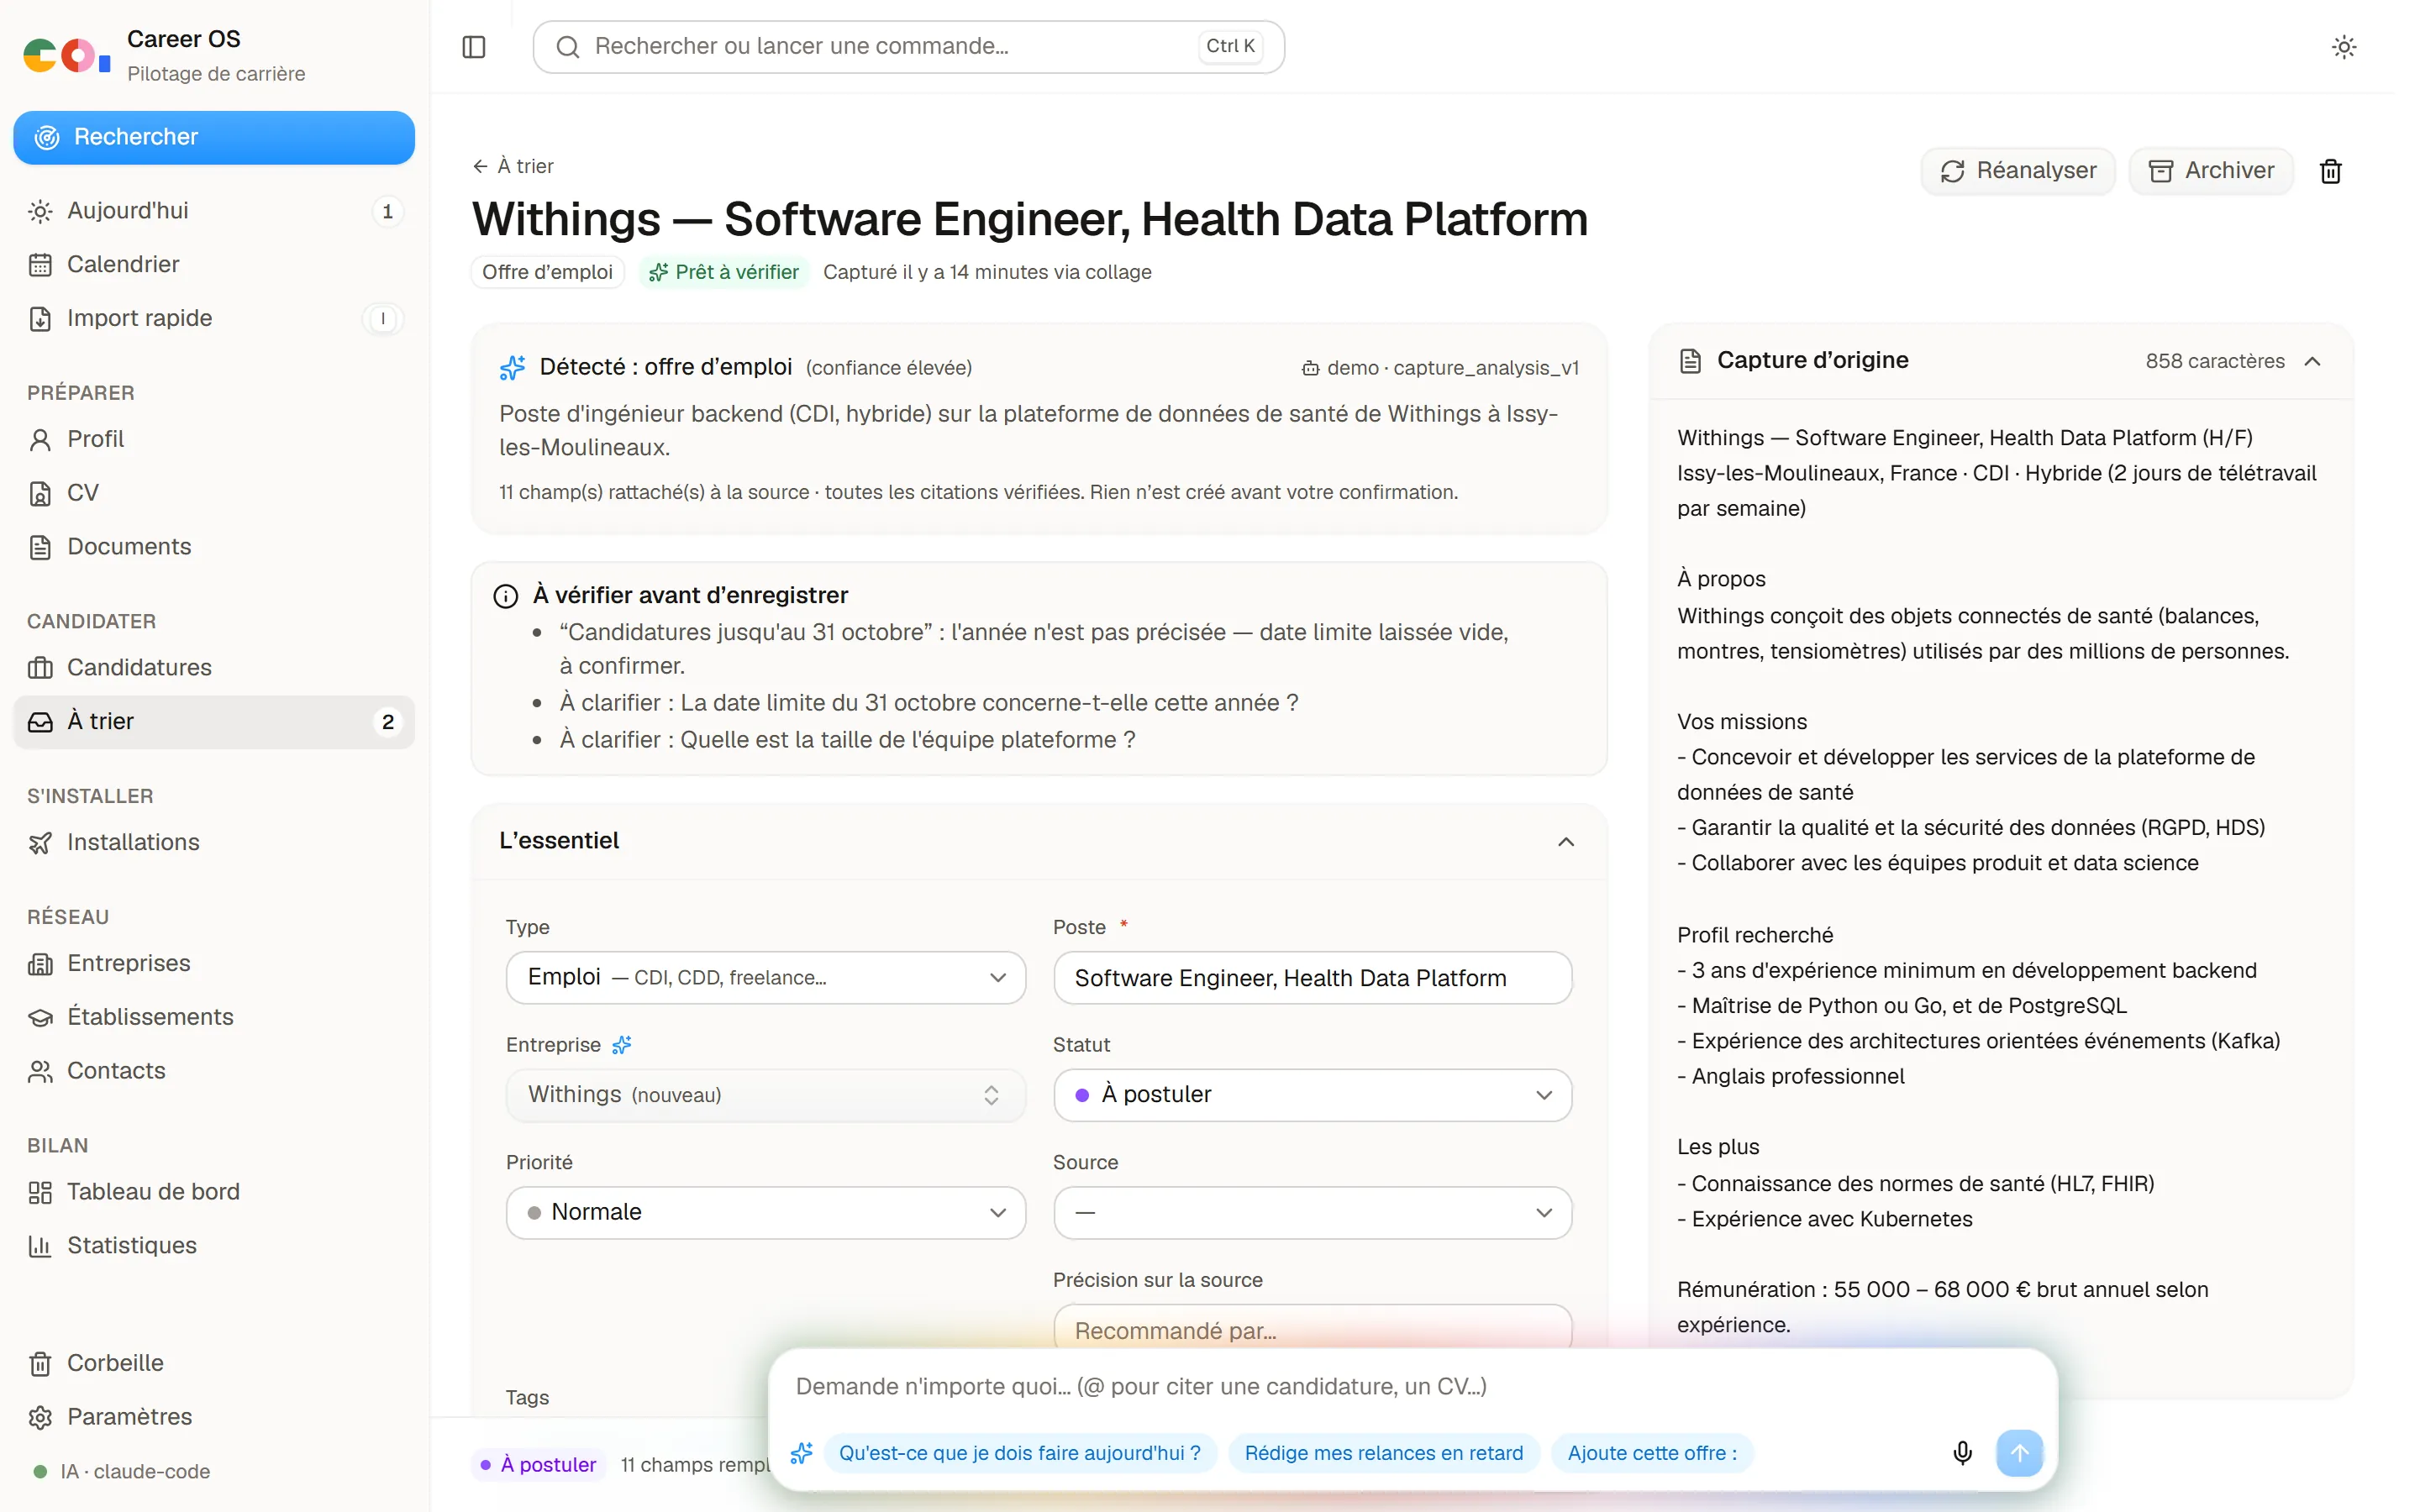 Career OS
Pilotage de carrière
Rechercher
Aujourd'hui
1
Calendrier
Import rapide
I
PRÉPARER
Profil
CV
Documents
CANDIDATER
Candidatures
À trier
2
S'INSTALLER
Installations
RÉSEAU
Entreprises
Établissements
Contacts
BILAN
Tableau de bord
Statistiques
Corbeille
Paramètres
IA · claude-code
Rechercher ou lancer une commande...
Ctrl K
← À trier
Réanalyser
Archiver
Withings — Software Engineer, Health Data Platform
Offre d’emploi
Prêt à vérifier
Capturé il y a 14 minutes via collage
Détecté : offre d’emploi (confiance élevée)
demo · capture_analysis_v1
Poste d'ingénieur backend (CDI, hybride) sur la plateforme de données de santé de Withings à Issy-
les-Moulineaux.
11 champ(s) rattaché(s) à la source · toutes les citations vérifiées. Rien n’est créé avant votre confirmation.
À vérifier avant d’enregistrer
• “Candidatures jusqu'au 31 octobre” : l'année n'est pas précisée — date limite laissée vide,
à confirmer.
• À clarifier : La date limite du 31 octobre concerne-t-elle cette année ?
• À clarifier : Quelle est la taille de l'équipe plateforme ?
L’essentiel
Type
Emploi — CDI, CDD, freelance...
Poste *
Software Engineer, Health Data Platform
Entreprise
Withings (nouveau)
Statut
À postuler
Priorité
Normale
Source
—
Précision sur la source
Recommandé par...
Tags
À postuler
11 champs rempl
Capture d’origine
858 caractères
Withings — Software Engineer, Health Data Platform (H/F)
Issy-les-Moulineaux, France · CDI · Hybride (2 jours de télétravail
par semaine)
À propos
Withings conçoit des objets connectés de santé (balances,
montres, tensiomètres) utilisés par des millions de personnes.
Vos missions
- Concevoir et développer les services de la plateforme de
données de santé
- Garantir la qualité et la sécurité des données (RGPD, HDS)
- Collaborer avec les équipes produit et data science
Profil recherché
- 3 ans d'expérience minimum en développement backend
- Maîtrise de Python ou Go, et de PostgreSQL
- Expérience des architectures orientées événements (Kafka)
- Anglais professionnel
Les plus
- Connaissance des normes de santé (HL7, FHIR)
- Expérience avec Kubernetes
Rémunération : 55 000 – 68 000 € brut annuel selon
expérience.
Demande n'importe quoi... (@ pour citer une candidature, un CV...)
Qu'est-ce que je dois faire aujourd'hui ?
Rédige mes relances en retard
Ajoute cette offre :